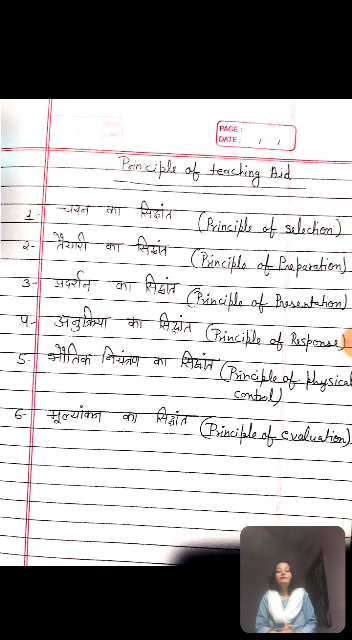 PAGE :
DATE : / /
Principle of teaching Aid
1- चयन का सिद्धांत (Principle of selection)
२- तैयारी का सिद्धांत (Principle of Preparation)
3- प्रदर्शन का सिद्धांत (Principle of Presentation)
4- अनुक्रिया का सिद्धांत (Principle of Response)
5- भौतिक नियंत्रण का सिद्धांत (Principle of physical
control)
6- मूल्यांकन का सिद्धांत (Principle of evaluation)